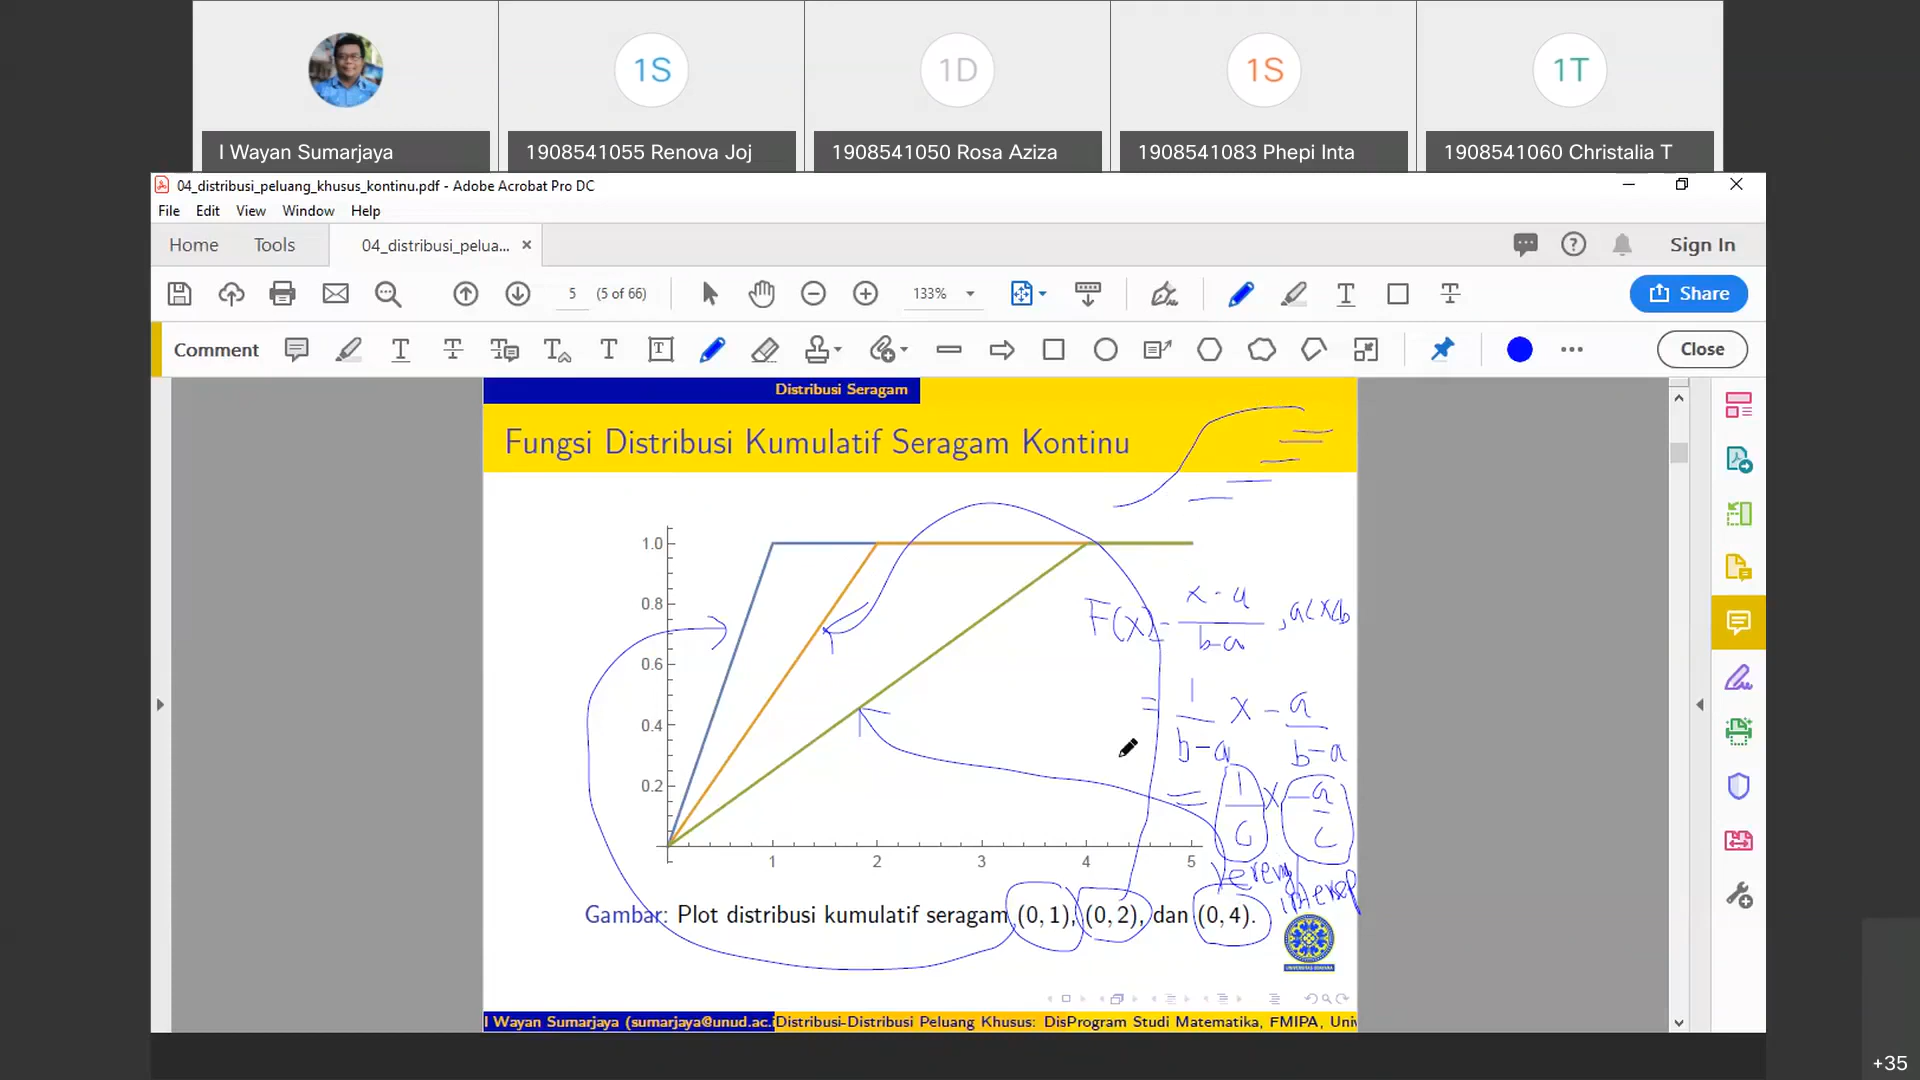 1S
1D
1S
1T
I Wayan Sumarjaya
1908541055 Renova Joj
1908541050 Rosa Aziza
1908541083 Phepi Inta
1908541060 Christalia T
04_distribusi_peluang_khusus_kontinu.pdf - Adobe Acrobat Pro DC
File Edit View Window Help
Home Tools 04_distribusi_pelua... Sign In
5 (5 of 66) 133% Share
Comment Close
Distribusi Seragam
Fungsi Distribusi Kumulatif Seragam Kontinu
1.0
0.8
0.6
0.4
0.2
1 2 3 4 5
F(x) = x - a / b-a , a<x<b
= 1 / b-a x - a / b-a
= 1 / c x - a / c
intersep
Gambar: Plot distribusi kumulatif seragam (0, 1), (0, 2), dan (0, 4).
UNIVERSITAS UDAYANA
I Wayan Sumarjaya (sumarjaya@unud.ac.i Distribusi-Distribusi Peluang Khusus: Dis Program Studi Matematika, FMIPA, Univ
+35